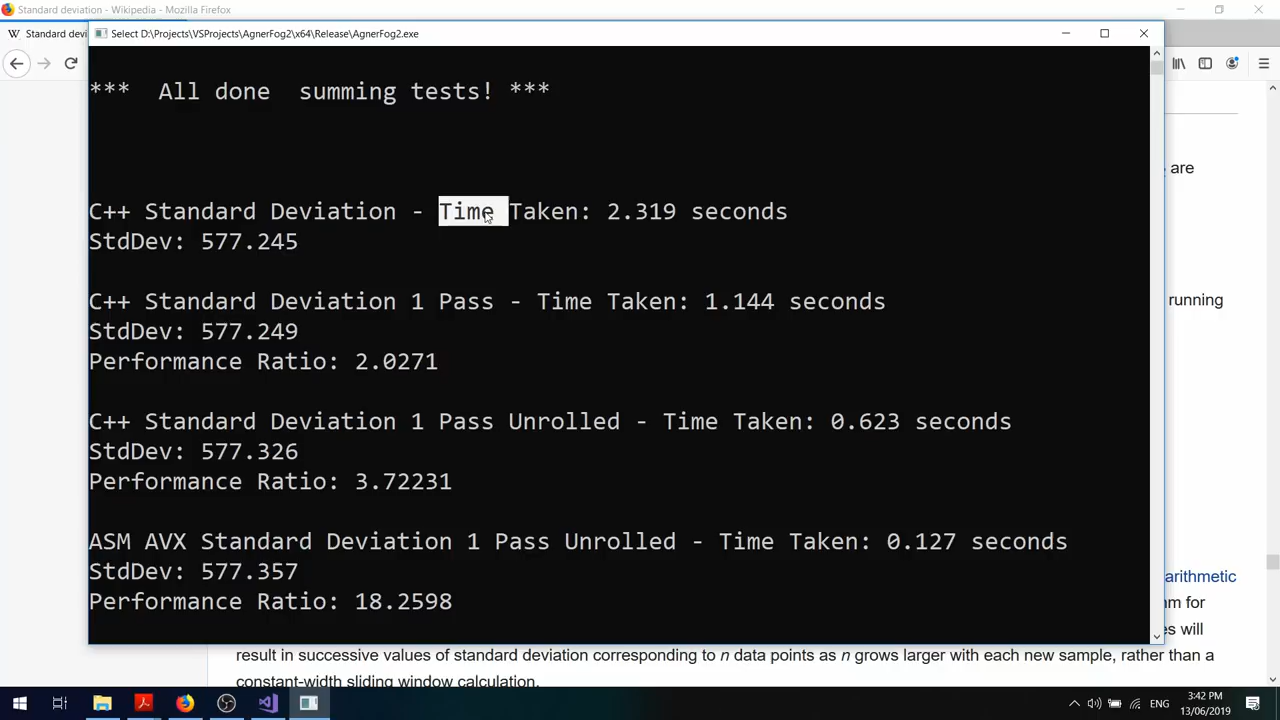 Standard deviation - Wikipedia - Mozilla Firefox
Select D:\Projects\VSProjects\AgnerFog2\x64\Release\AgnerFog2.exe
W Standard devi
*** All done summing tests! ***
are
C++ Standard Deviation - Time Taken: 2.319 seconds
StdDev: 577.245
C++ Standard Deviation 1 Pass - Time Taken: 1.144 seconds
running
StdDev: 577.249
Performance Ratio: 2.0271
C++ Standard Deviation 1 Pass Unrolled - Time Taken: 0.623 seconds
StdDev: 577.326
Performance Ratio: 3.72231
ASM AVX Standard Deviation 1 Pass Unrolled - Time Taken: 0.127 seconds
StdDev: 577.357
arithmetic
Performance Ratio: 18.2598
m for
es will
result in successive values of standard deviation corresponding to n data points as n grows larger with each new sample, rather than a
constant-width sliding window calculation.
ENG
3:42 PM
13/06/2019